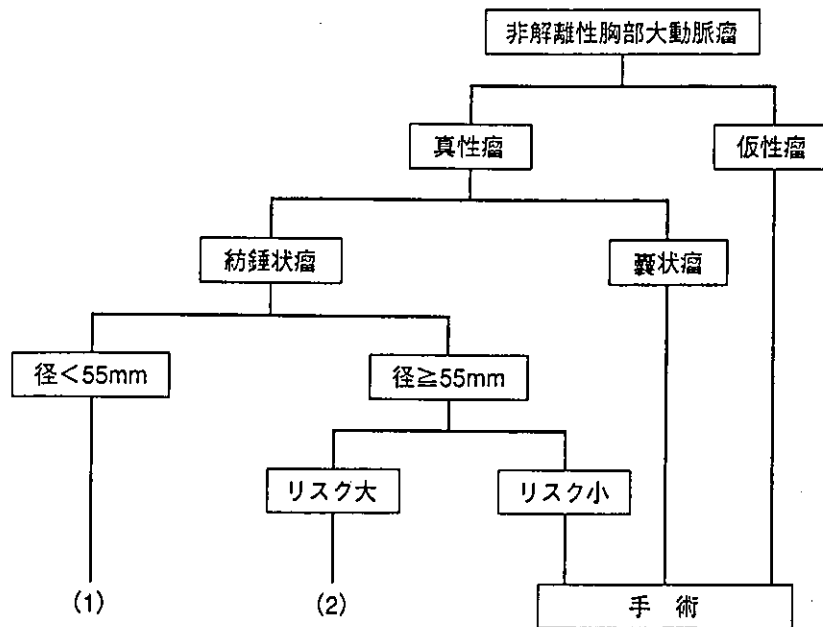 非解離性胸部大動脈瘤
真性瘤
仮性瘤
紡錘状瘤
嚢状瘤
径<55mm
径≧55mm
リスク大
リスク小
(1)
(2)
手 術